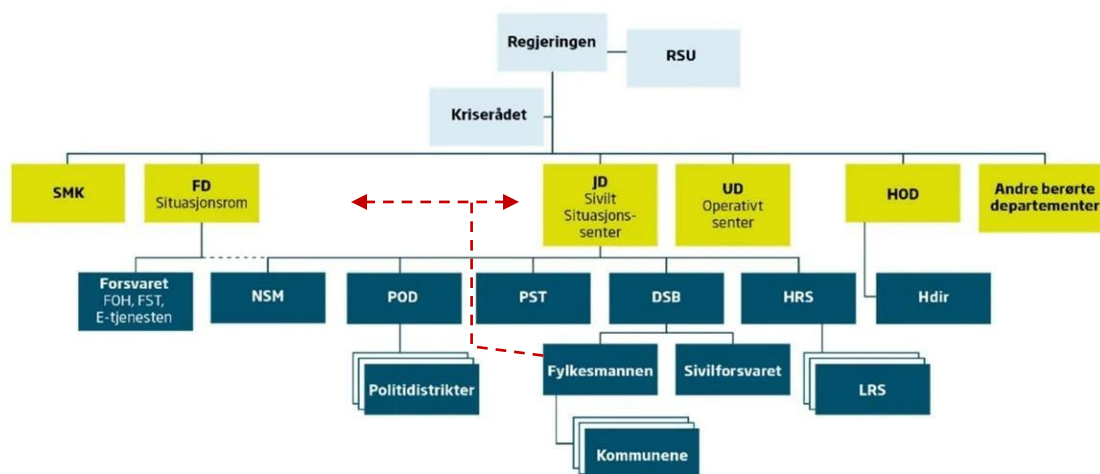 Regjeringen
RSU
Kriserådet
SMK
FD
Situasjonsrom
JD
Sivilt
Situasjons-
senter
UD
Operativt
senter
HOD
Andre berørte
departementer
Forsvaret
FOH, FST,
E-tjenesten
NSM
POD
PST
DSB
HRS
Hdir
Politidistrikter
Fylkesmannen
Sivilforsvaret
LRS
Kommunene